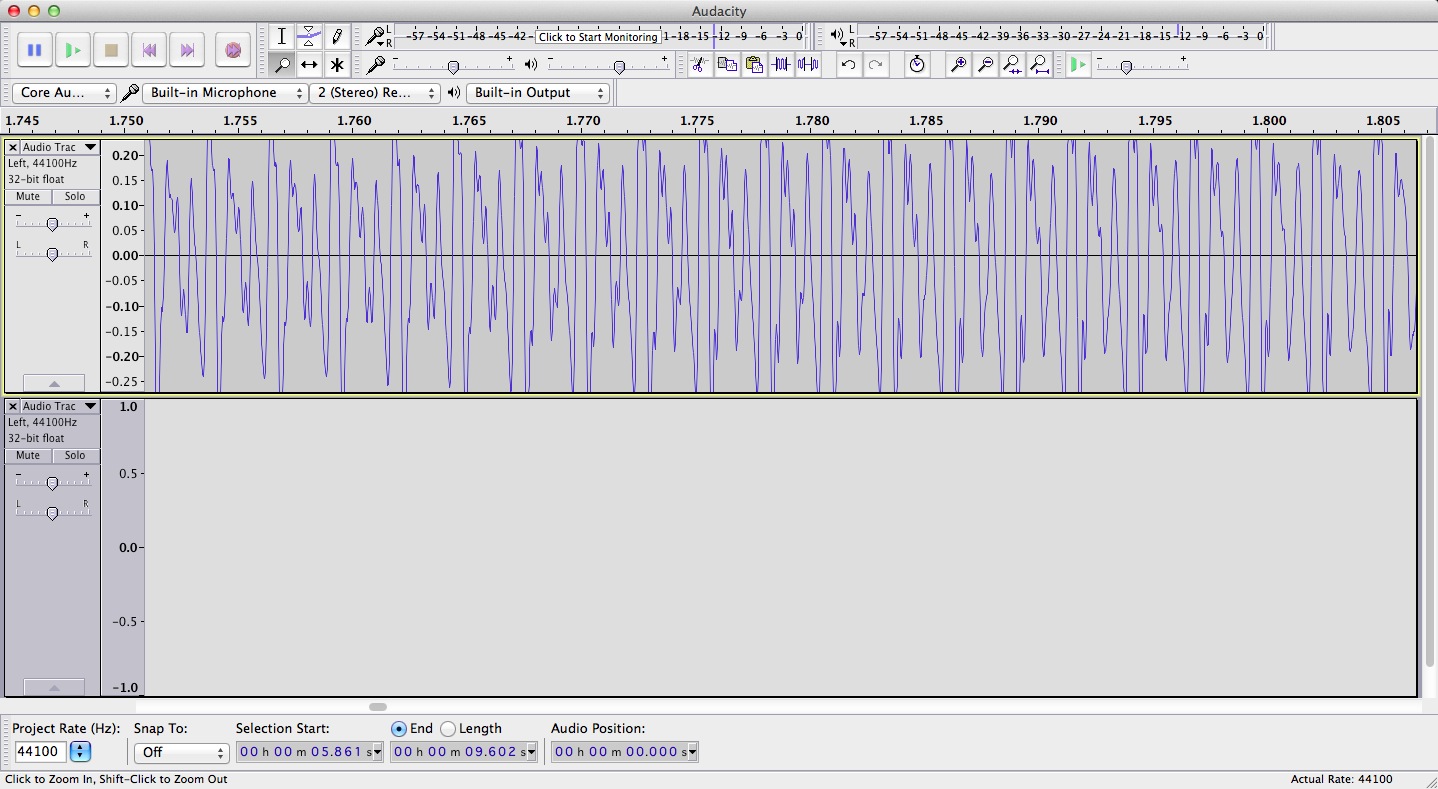 Audacity
L
R
-57-54-51-48-45-42- Click to Start Monitoring 1-18-15-12 -9 -6 -3 0
L
R
-57-54-51-48-45-42-39-36-33-30-27-24-21-18-15-12 -9 -6 -3 0
- + - + - +
Core Au... Built-in Microphone 2 (Stereo) Re... Built-in Output
1.745 1.750 1.755 1.760 1.765 1.770 1.775 1.780 1.785 1.790 1.795 1.800 1.805
Audio Trac
Left, 44100Hz
32-bit float
Mute Solo
- +
L R
0.20
0.15
0.10
0.05
0.00
-0.05
-0.10
-0.15
-0.20
-0.25
Audio Trac
Left, 44100Hz
32-bit float
Mute Solo
- +
L R
1.0
0.5
0.0
-0.5
-1.0
Project Rate (Hz): Snap To: Selection Start: End Length Audio Position:
44100 Off 00 h 00 m 05.861 s 00 h 00 m 09.602 s 00 h 00 m 00.000 s
Click to Zoom In, Shift-Click to Zoom Out Actual Rate: 44100